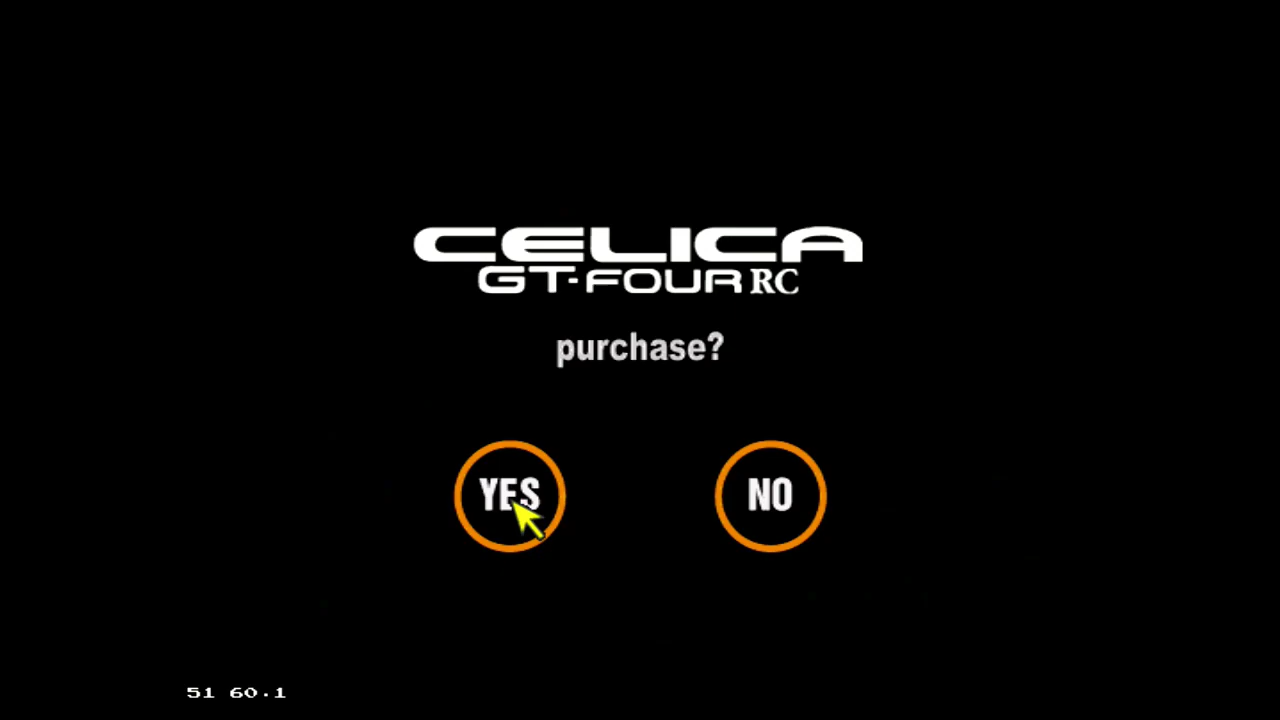 CELICA
GT-FOUR RC
purchase?
YES NO
51 60.1